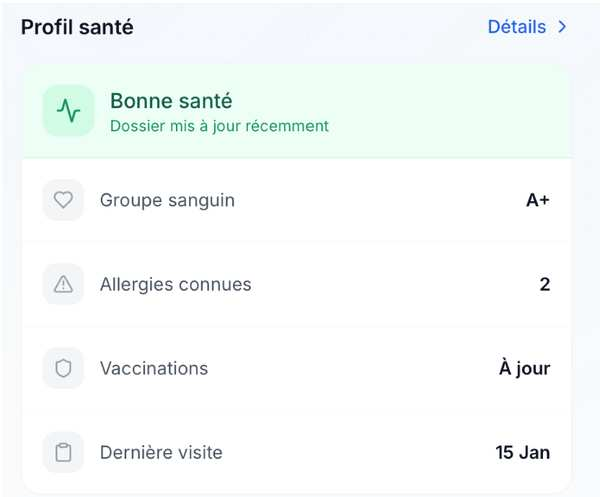 Profil santé
Détails
Bonne santé
Dossier mis à jour récemment
Groupe sanguin
A+
Allergies connues
2
Vaccinations
À jour
Dernière visite
15 Jan